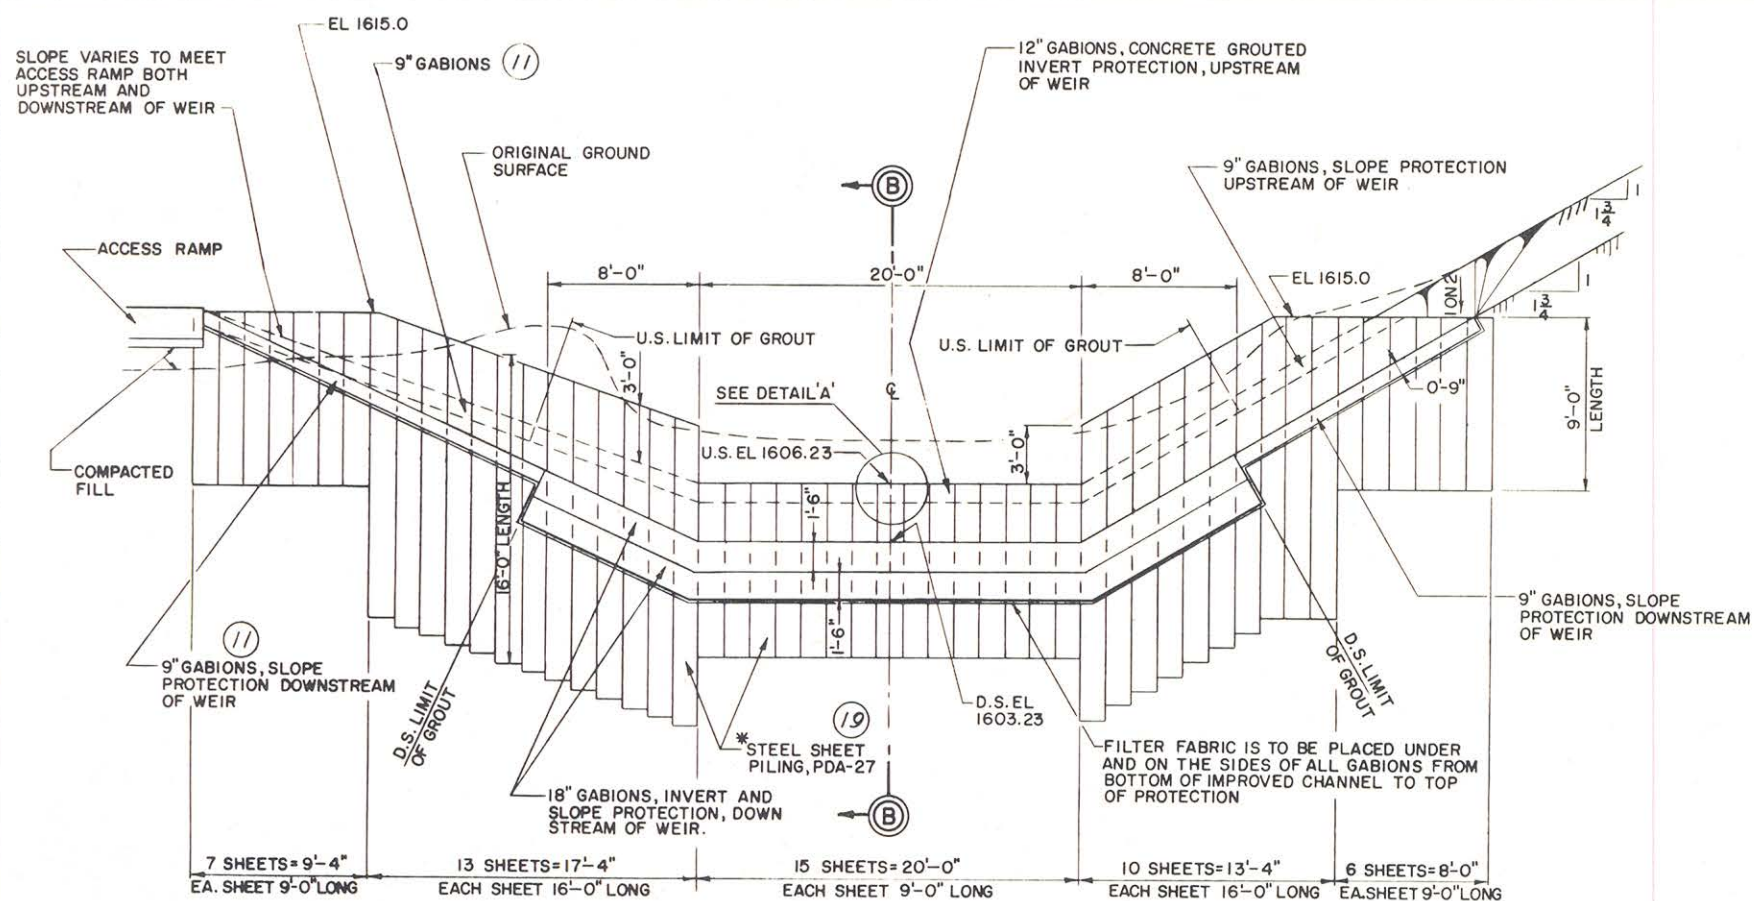 EL 1615.0
SLOPE VARIES TO MEET
ACCESS RAMP BOTH
UPSTREAM AND
DOWNSTREAM OF WEIR
9" GABIONS 11
12" GABIONS, CONCRETE GROUTED
INVERT PROTECTION, UPSTREAM
OF WEIR
ORIGINAL GROUND
SURFACE
B
9" GABIONS, SLOPE PROTECTION
UPSTREAM OF WEIR
1
1 3/4
ACCESS RAMP
8'-0"
20'-0"
8'-0"
EL 1615.0
1 ON 2
1
1 3/4
U.S. LIMIT OF GROUT
U.S. LIMIT OF GROUT
3'-0"
SEE DETAIL 'A'
℄
0'-9"
9'-0"
LENGTH
COMPACTED
FILL
U.S. EL 1606.23
3'-0"
16'-0" LENGTH
1'-6"
1'-6"
11
9" GABIONS, SLOPE
PROTECTION DOWNSTREAM
OF WEIR
9" GABIONS, SLOPE
PROTECTION DOWNSTREAM
OF WEIR
D.S. LIMIT
OF GROUT
D.S. LIMIT
OF GROUT
D.S. EL
1603.23
19
*STEEL SHEET
PILING, PDA-27
FILTER FABRIC IS TO BE PLACED UNDER
AND ON THE SIDES OF ALL GABIONS FROM
BOTTOM OF IMPROVED CHANNEL TO TOP
OF PROTECTION
18" GABIONS, INVERT AND
SLOPE PROTECTION, DOWN
STREAM OF WEIR.
B
7 SHEETS = 9'-4"
EA. SHEET 9'-0" LONG
13 SHEETS = 17'-4"
EACH SHEET 16'-0" LONG
15 SHEETS = 20'-0"
EACH SHEET 9'-0" LONG
10 SHEETS = 13'-4"
EACH SHEET 16'-0" LONG
6 SHEETS = 8'-0"
EA. SHEET 9'-0" LONG